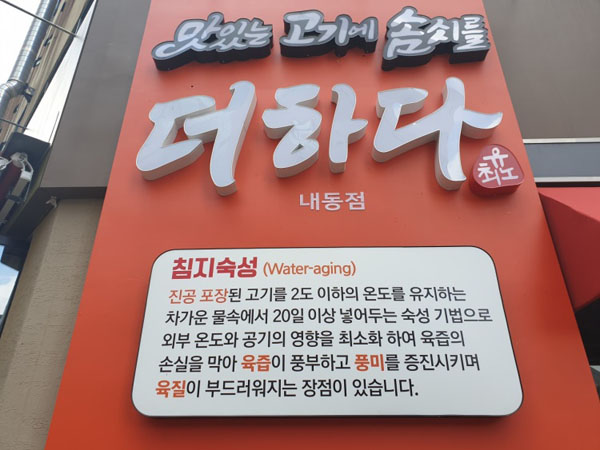 맛있는 고기에 솜쇠를
더하다
유
최노
내동점
침지숙성 (Water-aging)
진공 포장된 고기를 2도 이하의 온도를 유지하는
차가운 물속에서 20일 이상 넣어두는 숙성 기법으로
외부 온도와 공기의 영향을 최소화 하여 육즙의
손실을 막아 육즙이 풍부하고 풍미를 증진시키며
육질이 부드러워지는 장점이 있습니다.